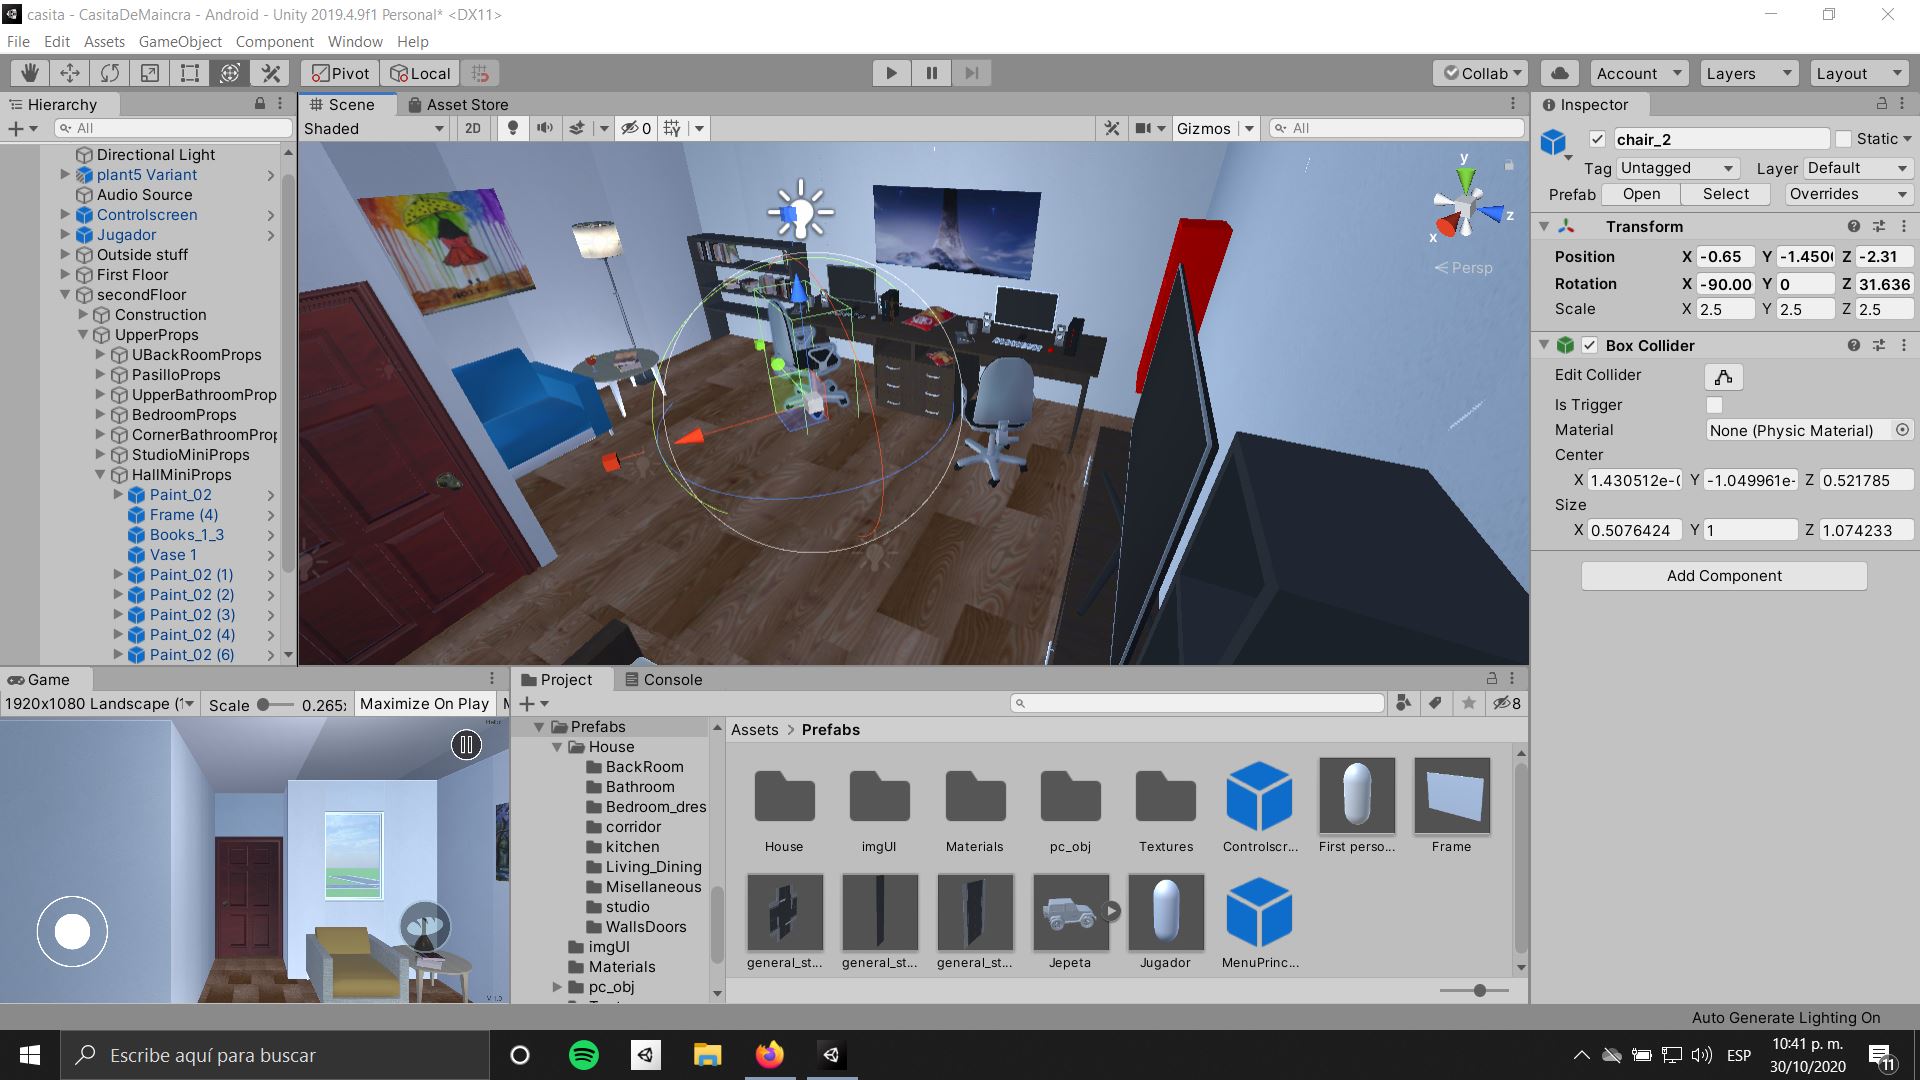 casita - CasitaDeMaincra - Android - Unity 2019.4.9f1 Personal* <DX11>
File Edit Assets GameObject Component Window Help
Pivot Local Collab Account Layers Layout
Hierarchy
All
Directional Light
plant5 Variant
Audio Source
Controlscreen
Jugador
Outside stuff
First Floor
secondFloor
Construction
UpperProps
UBackRoomProps
PasilloProps
UpperBathroomProp
BedroomProps
CornerBathroomProp
StudioMiniProps
HallMiniProps
Paint_02
Frame (4)
Books_1_3
Vase 1
Paint_02 (1)
Paint_02 (2)
Paint_02 (3)
Paint_02 (4)
Paint_02 (6)
Scene Asset Store
Shaded 2D 0 Gizmos All
y
z
x
Persp
Inspector
chair_2 Static
Tag Untagged Layer Default
Prefab Open Select Overrides
Transform
Position X -0.65 Y -1.450 Z -2.31
Rotation X -90.00 Y 0 Z 31.636
Scale X 2.5 Y 2.5 Z 2.5
Box Collider
Edit Collider
Is Trigger
Material None (Physic Material)
Center
X 1.430512e-0 Y -1.049961e- Z 0.521785
Size
X 0.5076424 Y 1 Z 1.074233
Add Component
Game
1920x1080 Landscape (1 Scale 0.265 Maximize On Play
V 1.0
Project Console
8
Prefabs
House
BackRoom
Bathroom
Bedroom_dres
corridor
kitchen
Living_Dining
Misellaneous
studio
WallsDoors
imgUI
Materials
pc_obj
Assets > Prefabs
House imgUI Materials pc_obj Textures Controlscr... First perso... Frame
general_st... general_st... general_st... Jepeta Jugador MenuPrinc...
Auto Generate Lighting On
Escribe aquí para buscar
ESP
10:41 p. m.
30/10/2020
11